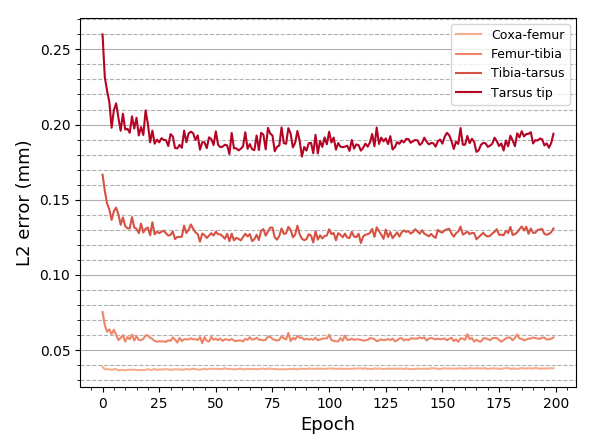 Coxa-femur
Femur-tibia
Tibia-tarsus
Tarsus tip
0.25
0.20
0.15
0.10
0.05
L2 error (mm)
0 25 50 75 100 125 150 175 200
Epoch